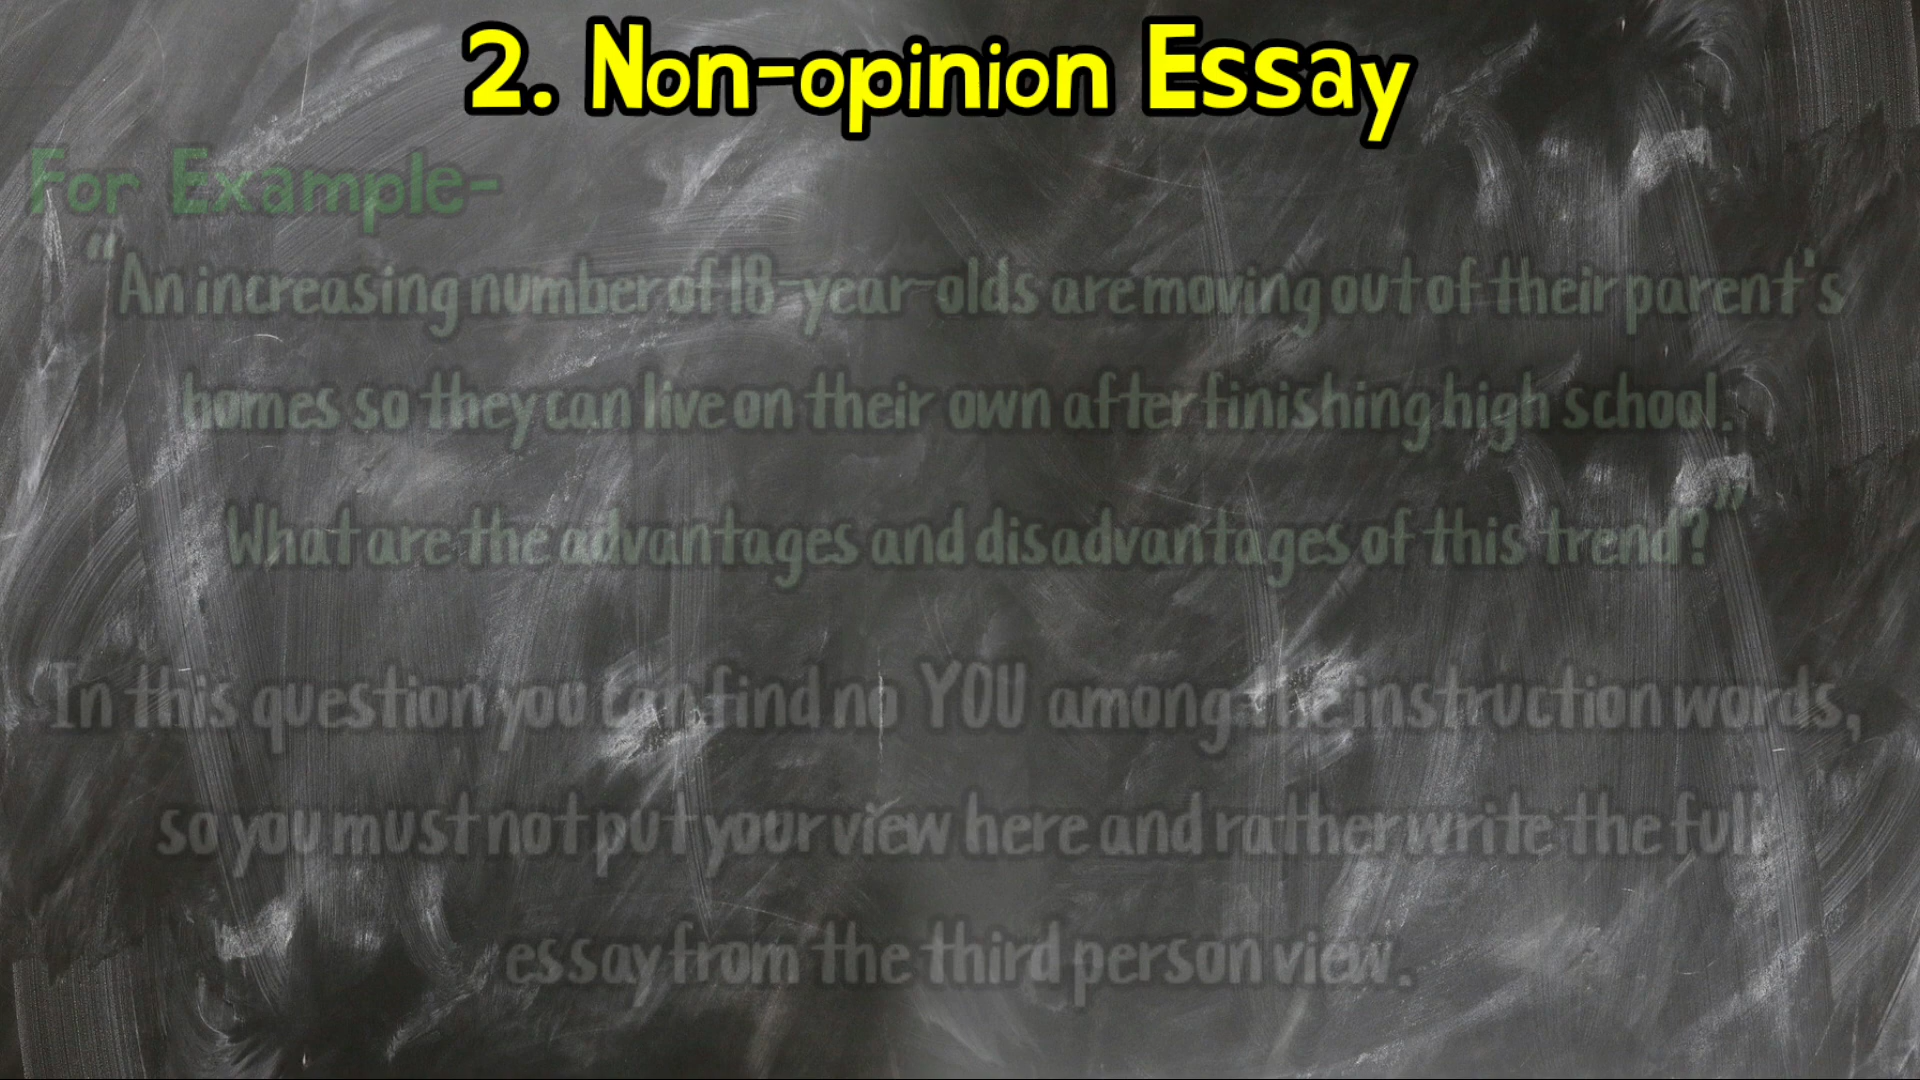 2. Non-opinion Essay
For Example-
"An increasing number of 18-year-olds are moving out of their parent's
homes so they can live on their own after finishing high school.
What are the advantages and disadvantages of this trend?"
In this question you can find no YOU among the instruction words,
so you must not put your view here and rather write the full
essay from the third person view.